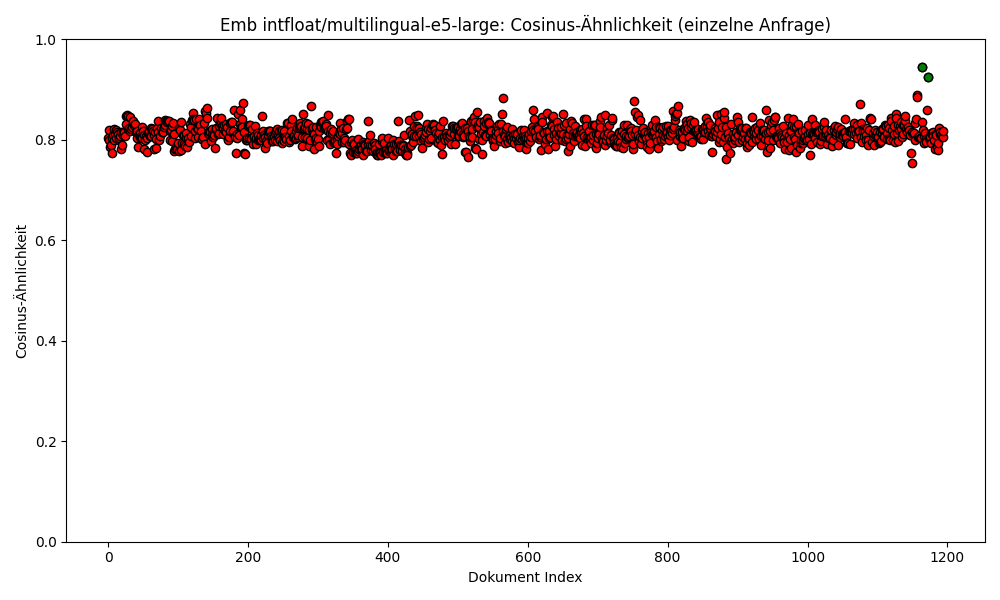 Emb intfloat/multilingual-e5-large: Cosinus-Ähnlichkeit (einzelne Anfrage)
1.0
0.8
0.6
0.4
0.2
0.0
Cosinus-Ähnlichkeit
0 200 400 600 800 1000 1200
Dokument Index